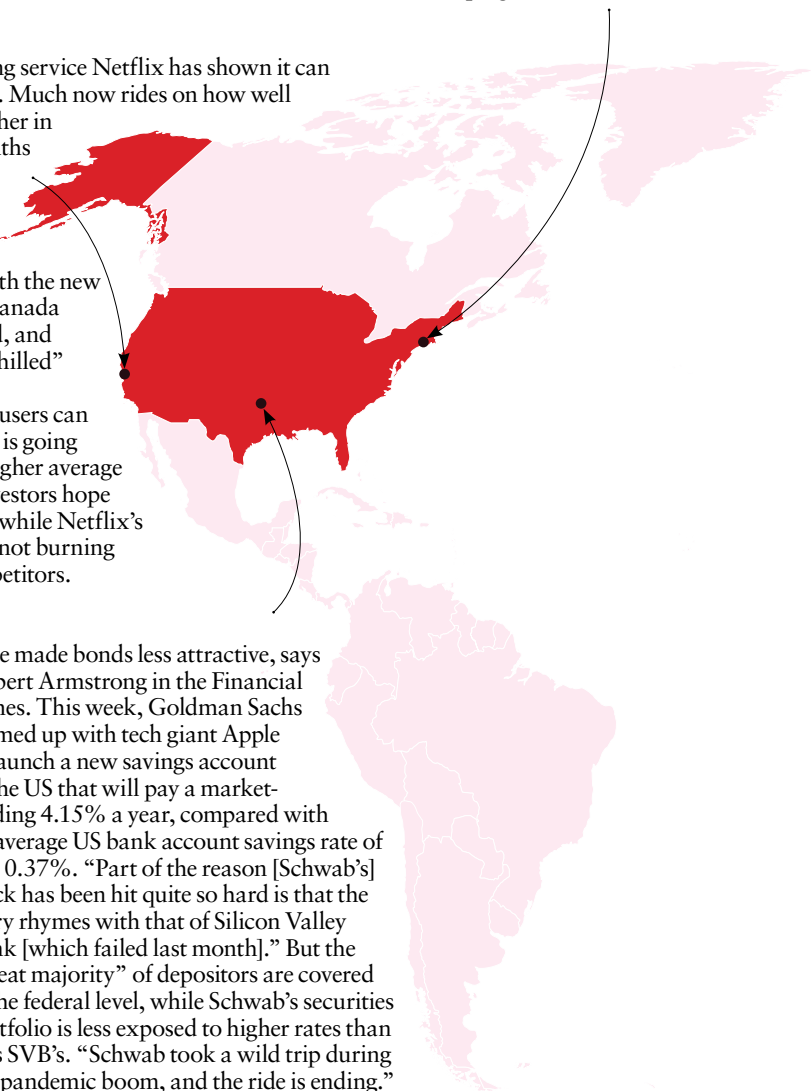 ng service Netflix has shown it can
. Much now rides on how well
her in
ths
th the new
anada
l, and
hilled”
users can
is going
gher average
estors hope
while Netflix’s
not burning
petitors.
e made bonds less attractive, says
bert Armstrong in the Financial
nes. This week, Goldman Sachs
med up with tech giant Apple
launch a new savings account
he US that will pay a market-
ding 4.15% a year, compared with
average US bank account savings rate of
0.37%. “Part of the reason [Schwab’s]
ck has been hit quite so hard is that the
ry rhymes with that of Silicon Valley
nk [which failed last month].” But the
eat majority” of depositors are covered
he federal level, while Schwab’s securities
tfolio is less exposed to higher rates than
s SVB’s. “Schwab took a wild trip during
pandemic boom, and the ride is ending.”